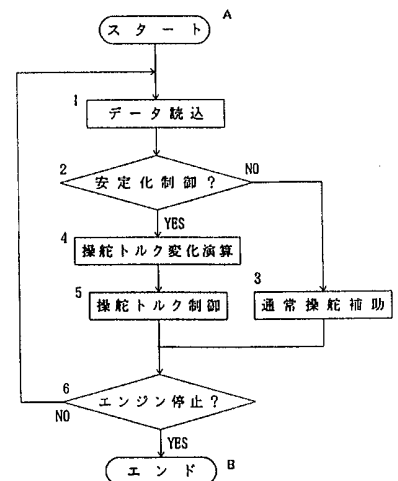 A
スタート
1
データ読込
2
安定化制御?
NO
YES
4
操舵トルク変化演算
5
操舵トルク制御
3
通常操舵補助
6
エンジン停止?
NO
YES
エンド
B